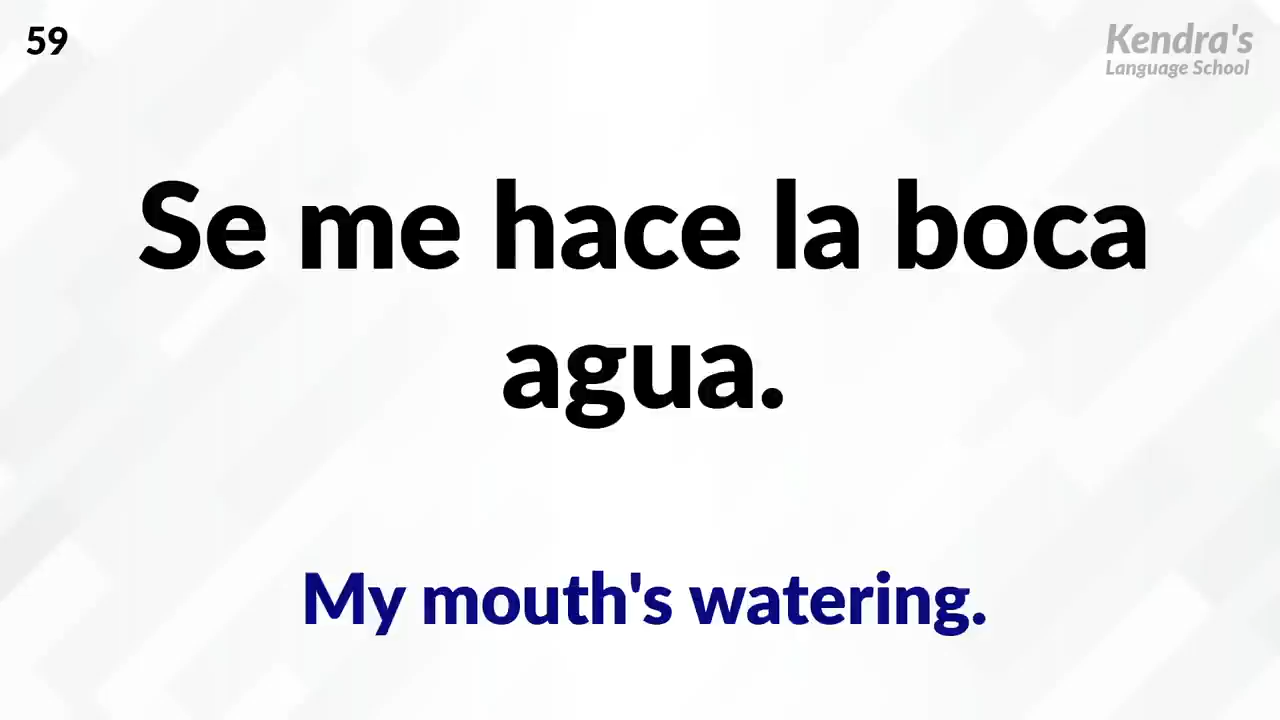 59
Kendra's
Language School
Se me hace la boca
agua.
My mouth's watering.